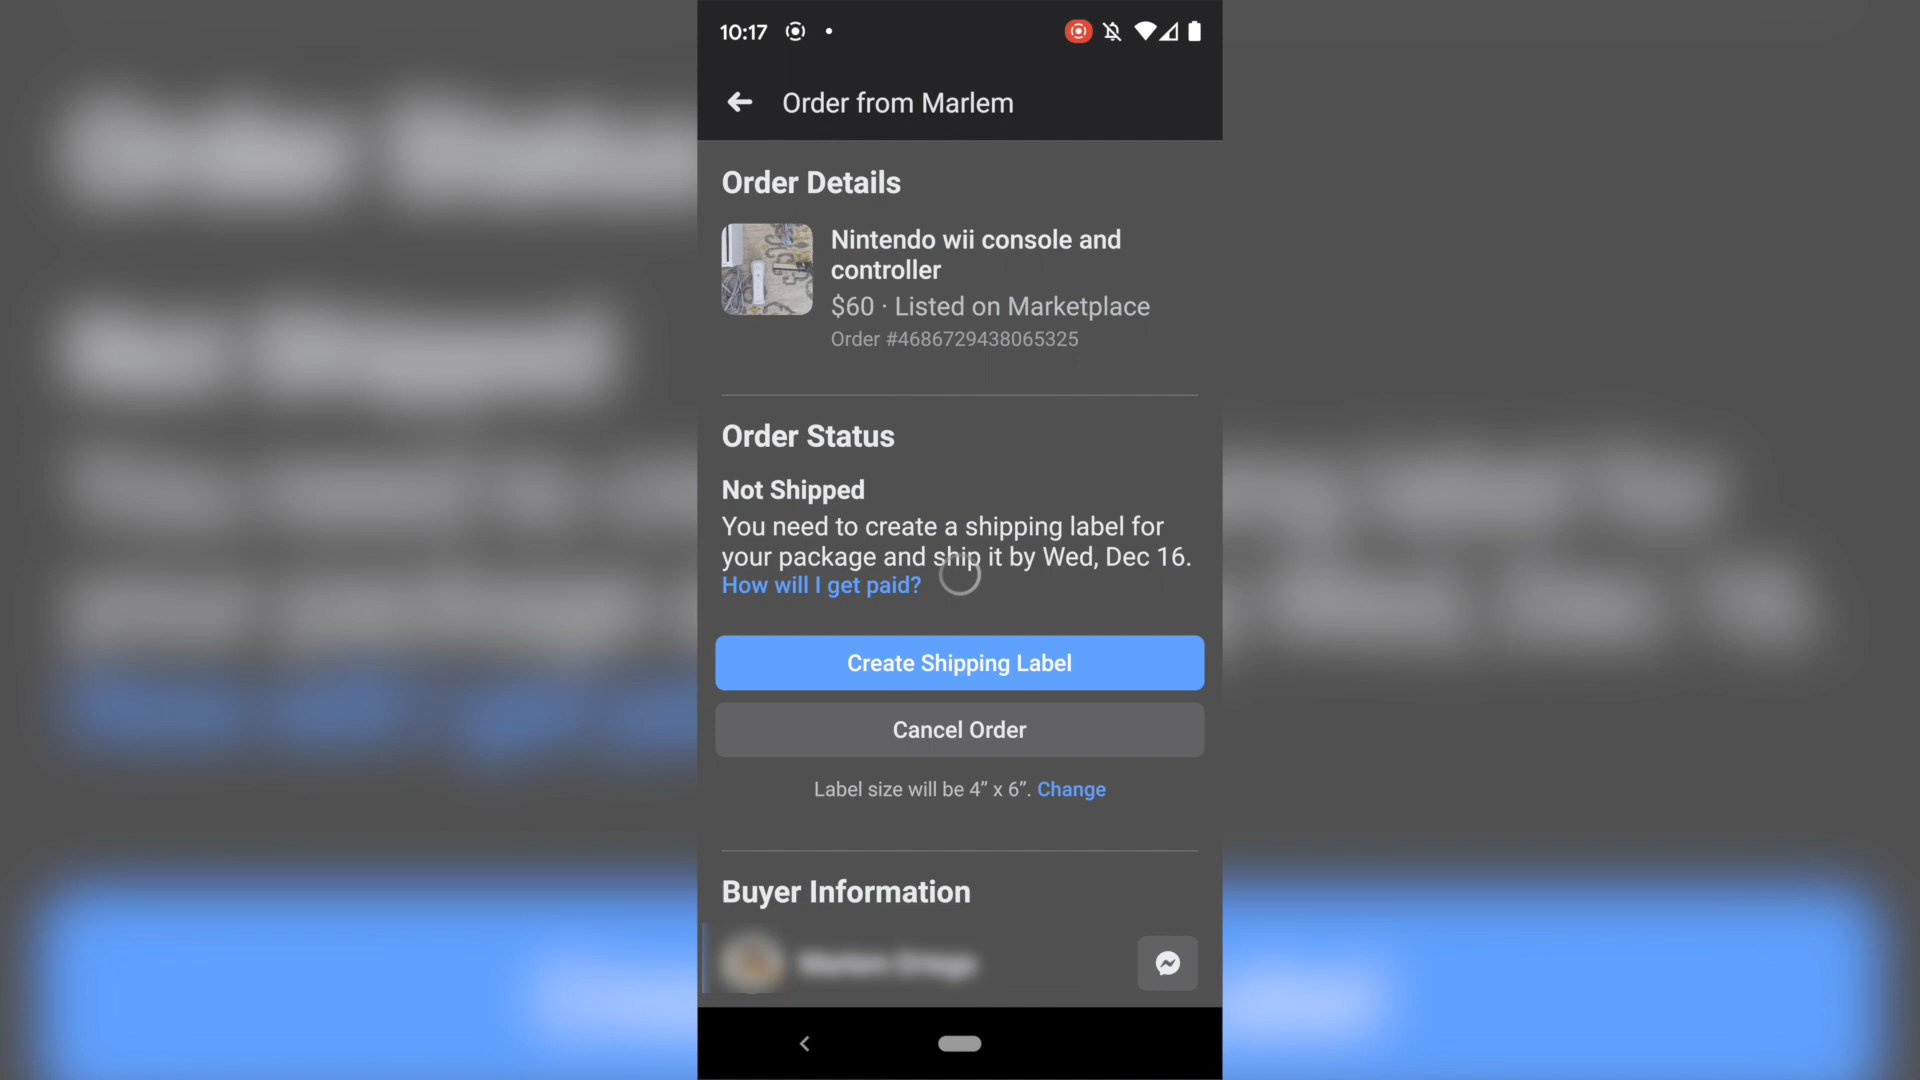 10:17
Order from Marlem
Order Details
Nintendo wii console and
controller
$60 · Listed on Marketplace
Order #4686729438065325
Order Status
Not Shipped
You need to create a shipping label for
your package and ship it by Wed, Dec 16.
How will I get paid?
Create Shipping Label
Cancel Order
Label size will be 4” x 6”. Change
Buyer Information